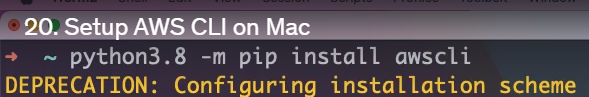 20. Setup AWS CLI on Mac
➜ ~ python3.8 -m pip install awscli
DEPRECATION: Configuring installation scheme